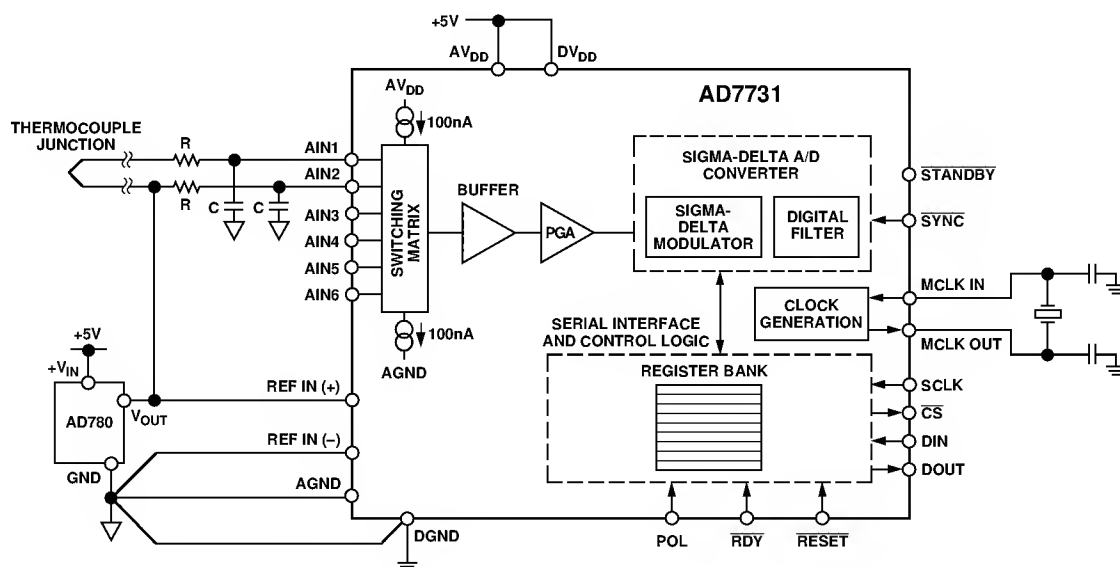 +5V
AVDD
DVDD
AD7731
AVDD
100nA
THERMOCOUPLE
JUNCTION
R
R
C
C
AIN1
AIN2
AIN3
AIN4
AIN5
AIN6
SWITCHING
MATRIX
BUFFER
PGA
SIGMA-DELTA A/D
CONVERTER
SIGMA-
DELTA
MODULATOR
DIGITAL
FILTER
STANDBY
SYNC
100nA
AGND
CLOCK
GENERATION
MCLK IN
MCLK OUT
SERIAL INTERFACE
AND CONTROL LOGIC
REGISTER BANK
SCLK
CS
DIN
DOUT
+5V
+VIN
AD780
VOUT
GND
REF IN (+)
REF IN (–)
AGND
DGND
POL
RDY
RESET